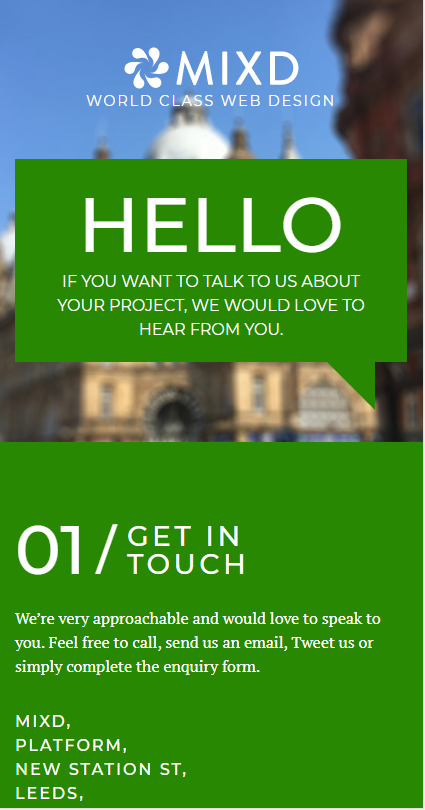 MIXD
WORLD CLASS WEB DESIGN
HELLO
IF YOU WANT TO TALK TO US ABOUT
YOUR PROJECT, WE WOULD LOVE TO
HEAR FROM YOU.
01/
GET IN
TOUCH
We’re very approachable and would love to speak to
you. Feel free to call, send us an email, Tweet us or
simply complete the enquiry form.
MIXD,
PLATFORM,
NEW STATION ST,
LEEDS,